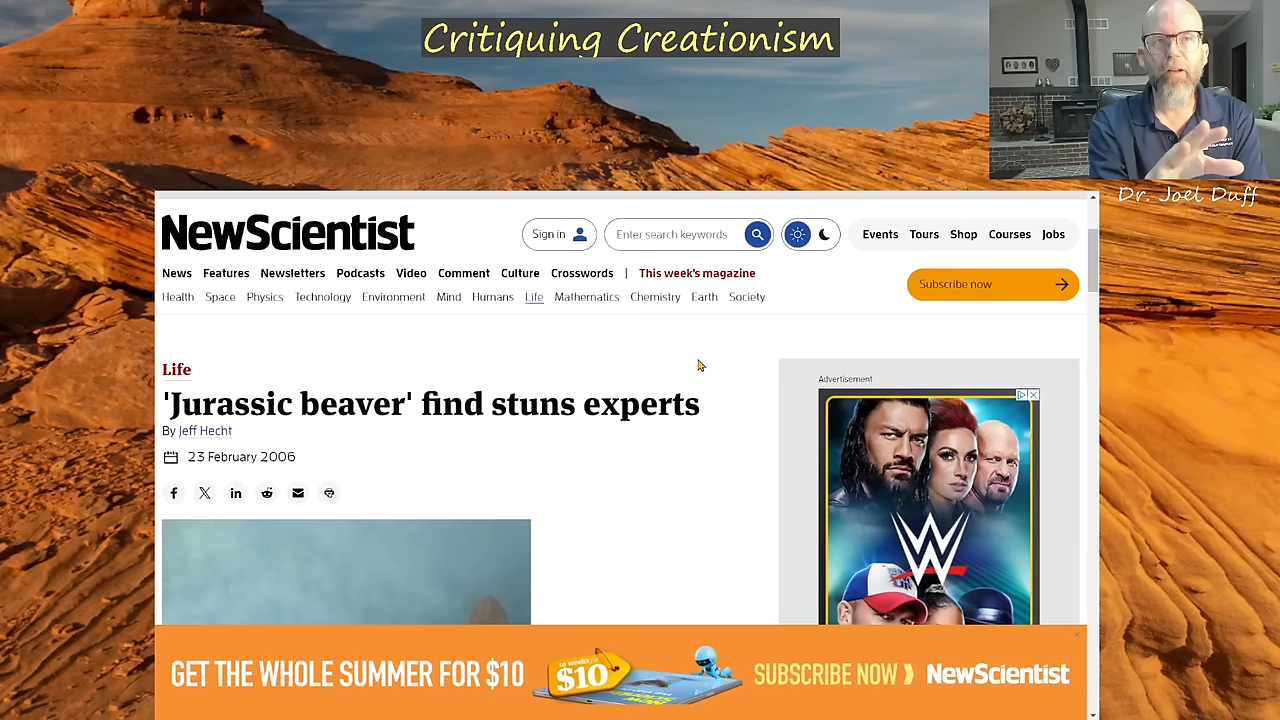 Critiquing Creationism
Dr. Joel Duff
NewScientist
Sign in
Enter search keywords
Events Tours Shop Courses Jobs
News Features Newsletters Podcasts Video Comment Culture Crosswords | This week's magazine
Subscribe now
Health Space Physics Technology Environment Mind Humans Life Mathematics Chemistry Earth Society
Life
'Jurassic beaver' find stuns experts
By Jeff Hecht
23 February 2006
Advertisement
W
GET THE WHOLE SUMMER FOR $10
10 weeks for
$10
SUBSCRIBE NOW
NewScientist